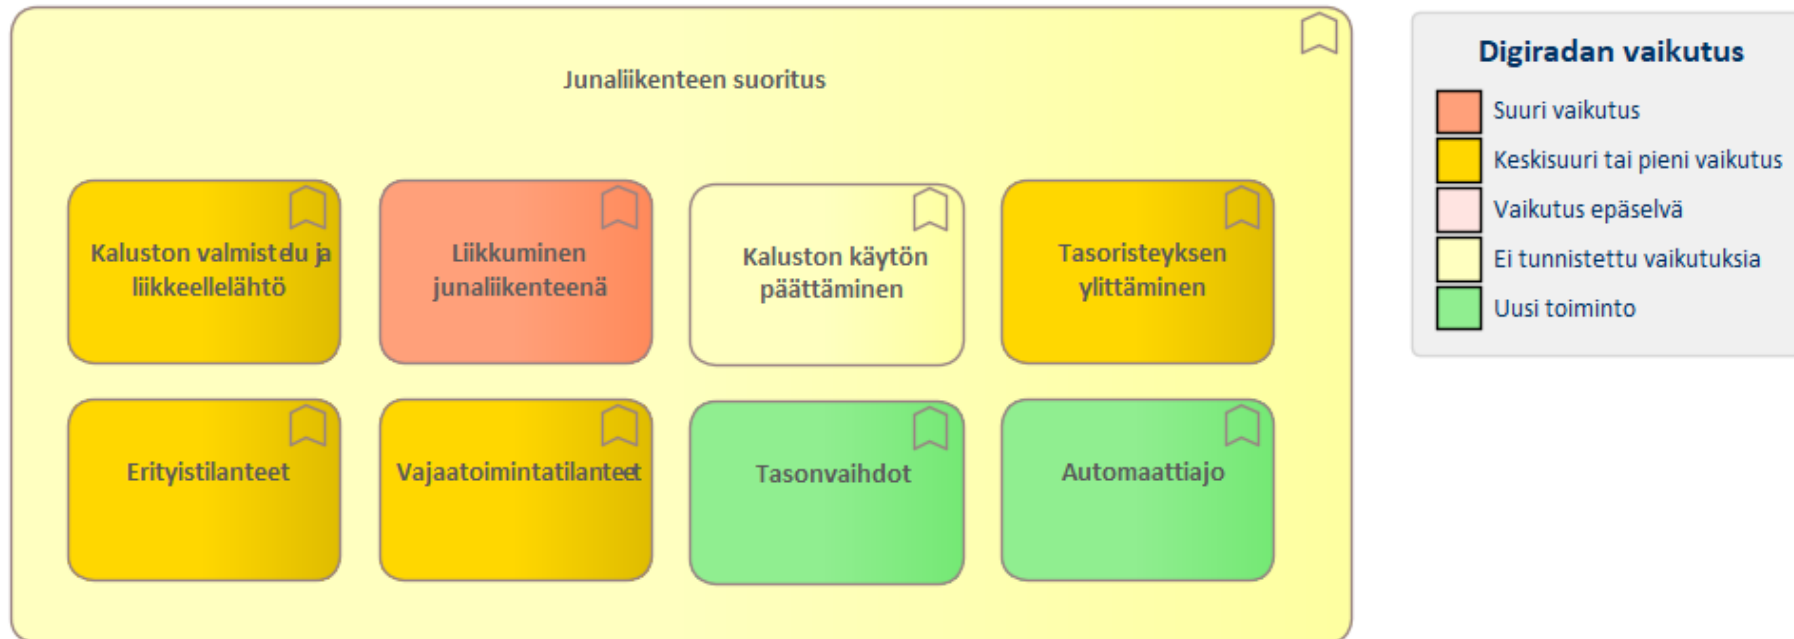 Junaliikenteen suoritus
Kaluston valmistelu ja
liikkeellelähtö
Liikkuminen
junaliikenteenä
Kaluston käytön
päättäminen
Tasoristeyksen
ylittäminen
Erityistilanteet
Vajaatoimintatilanteet
Tasonvaihdot
Automaattiajo
Digiradan vaikutus
Suuri vaikutus
Keskisuuri tai pieni vaikutus
Vaikutus epäselvä
Ei tunnistettu vaikutuksia
Uusi toiminto